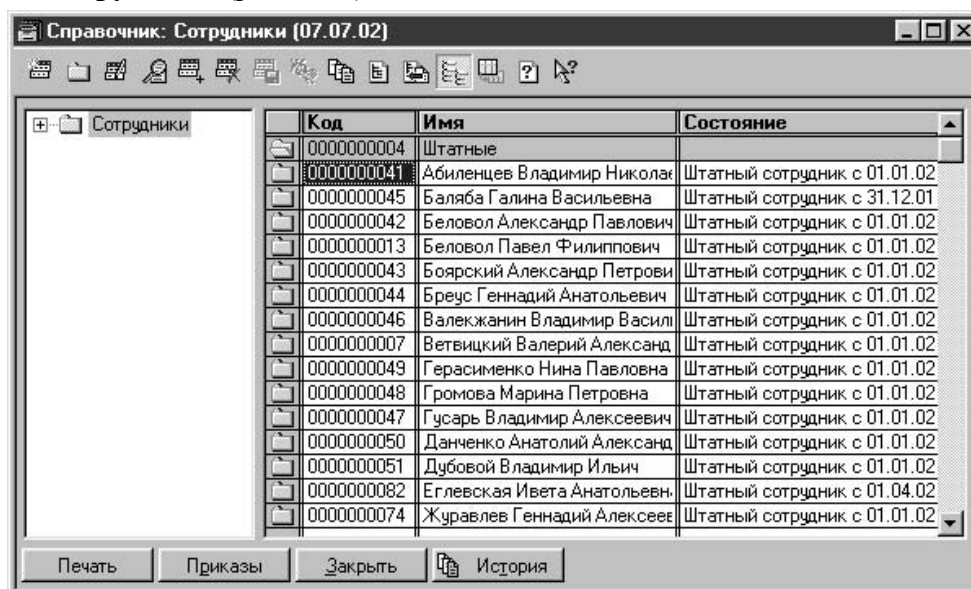 Справочник: Сотрудники (07.07.02)
Сотрудники
Код Имя Состояние
0000000004 Штатные
0000000041 Абиленцев Владимир Николае Штатный сотрудник с 01.01.02
0000000045 Баляба Галина Васильевна Штатный сотрудник с 31.12.01
0000000042 Беловол Александр Павлович Штатный сотрудник с 01.01.02
0000000013 Беловол Павел Филиппович Штатный сотрудник с 01.01.02
0000000043 Боярский Александр Петрови Штатный сотрудник с 01.01.02
0000000044 Бреус Геннадий Анатольевич Штатный сотрудник с 01.01.02
0000000046 Валекжанин Владимир Васил Штатный сотрудник с 01.01.02
0000000007 Ветвицкий Валерий Александ Штатный сотрудник с 01.01.02
0000000049 Герасименко Нина Павловна Штатный сотрудник с 01.01.02
0000000048 Громова Марина Петровна Штатный сотрудник с 01.01.02
0000000047 Гусарь Владимир Алексеевич Штатный сотрудник с 01.01.02
0000000050 Данченко Анатолий Александ Штатный сотрудник с 01.01.02
0000000051 Дубовой Владимир Ильич Штатный сотрудник с 01.01.02
0000000082 Еглевская Ивета Анатольевн Штатный сотрудник с 01.04.02
0000000074 Журавлев Геннадий Алексеев Штатный сотрудник с 01.01.02
Печать Приказы Закрыть История